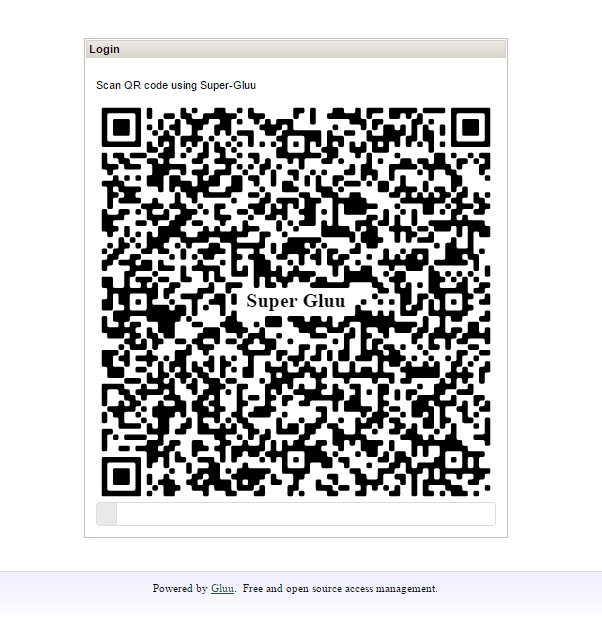 Login
Scan QR code using Super-Gluu
Super Gluu
Powered by Gluu. Free and open source access management.